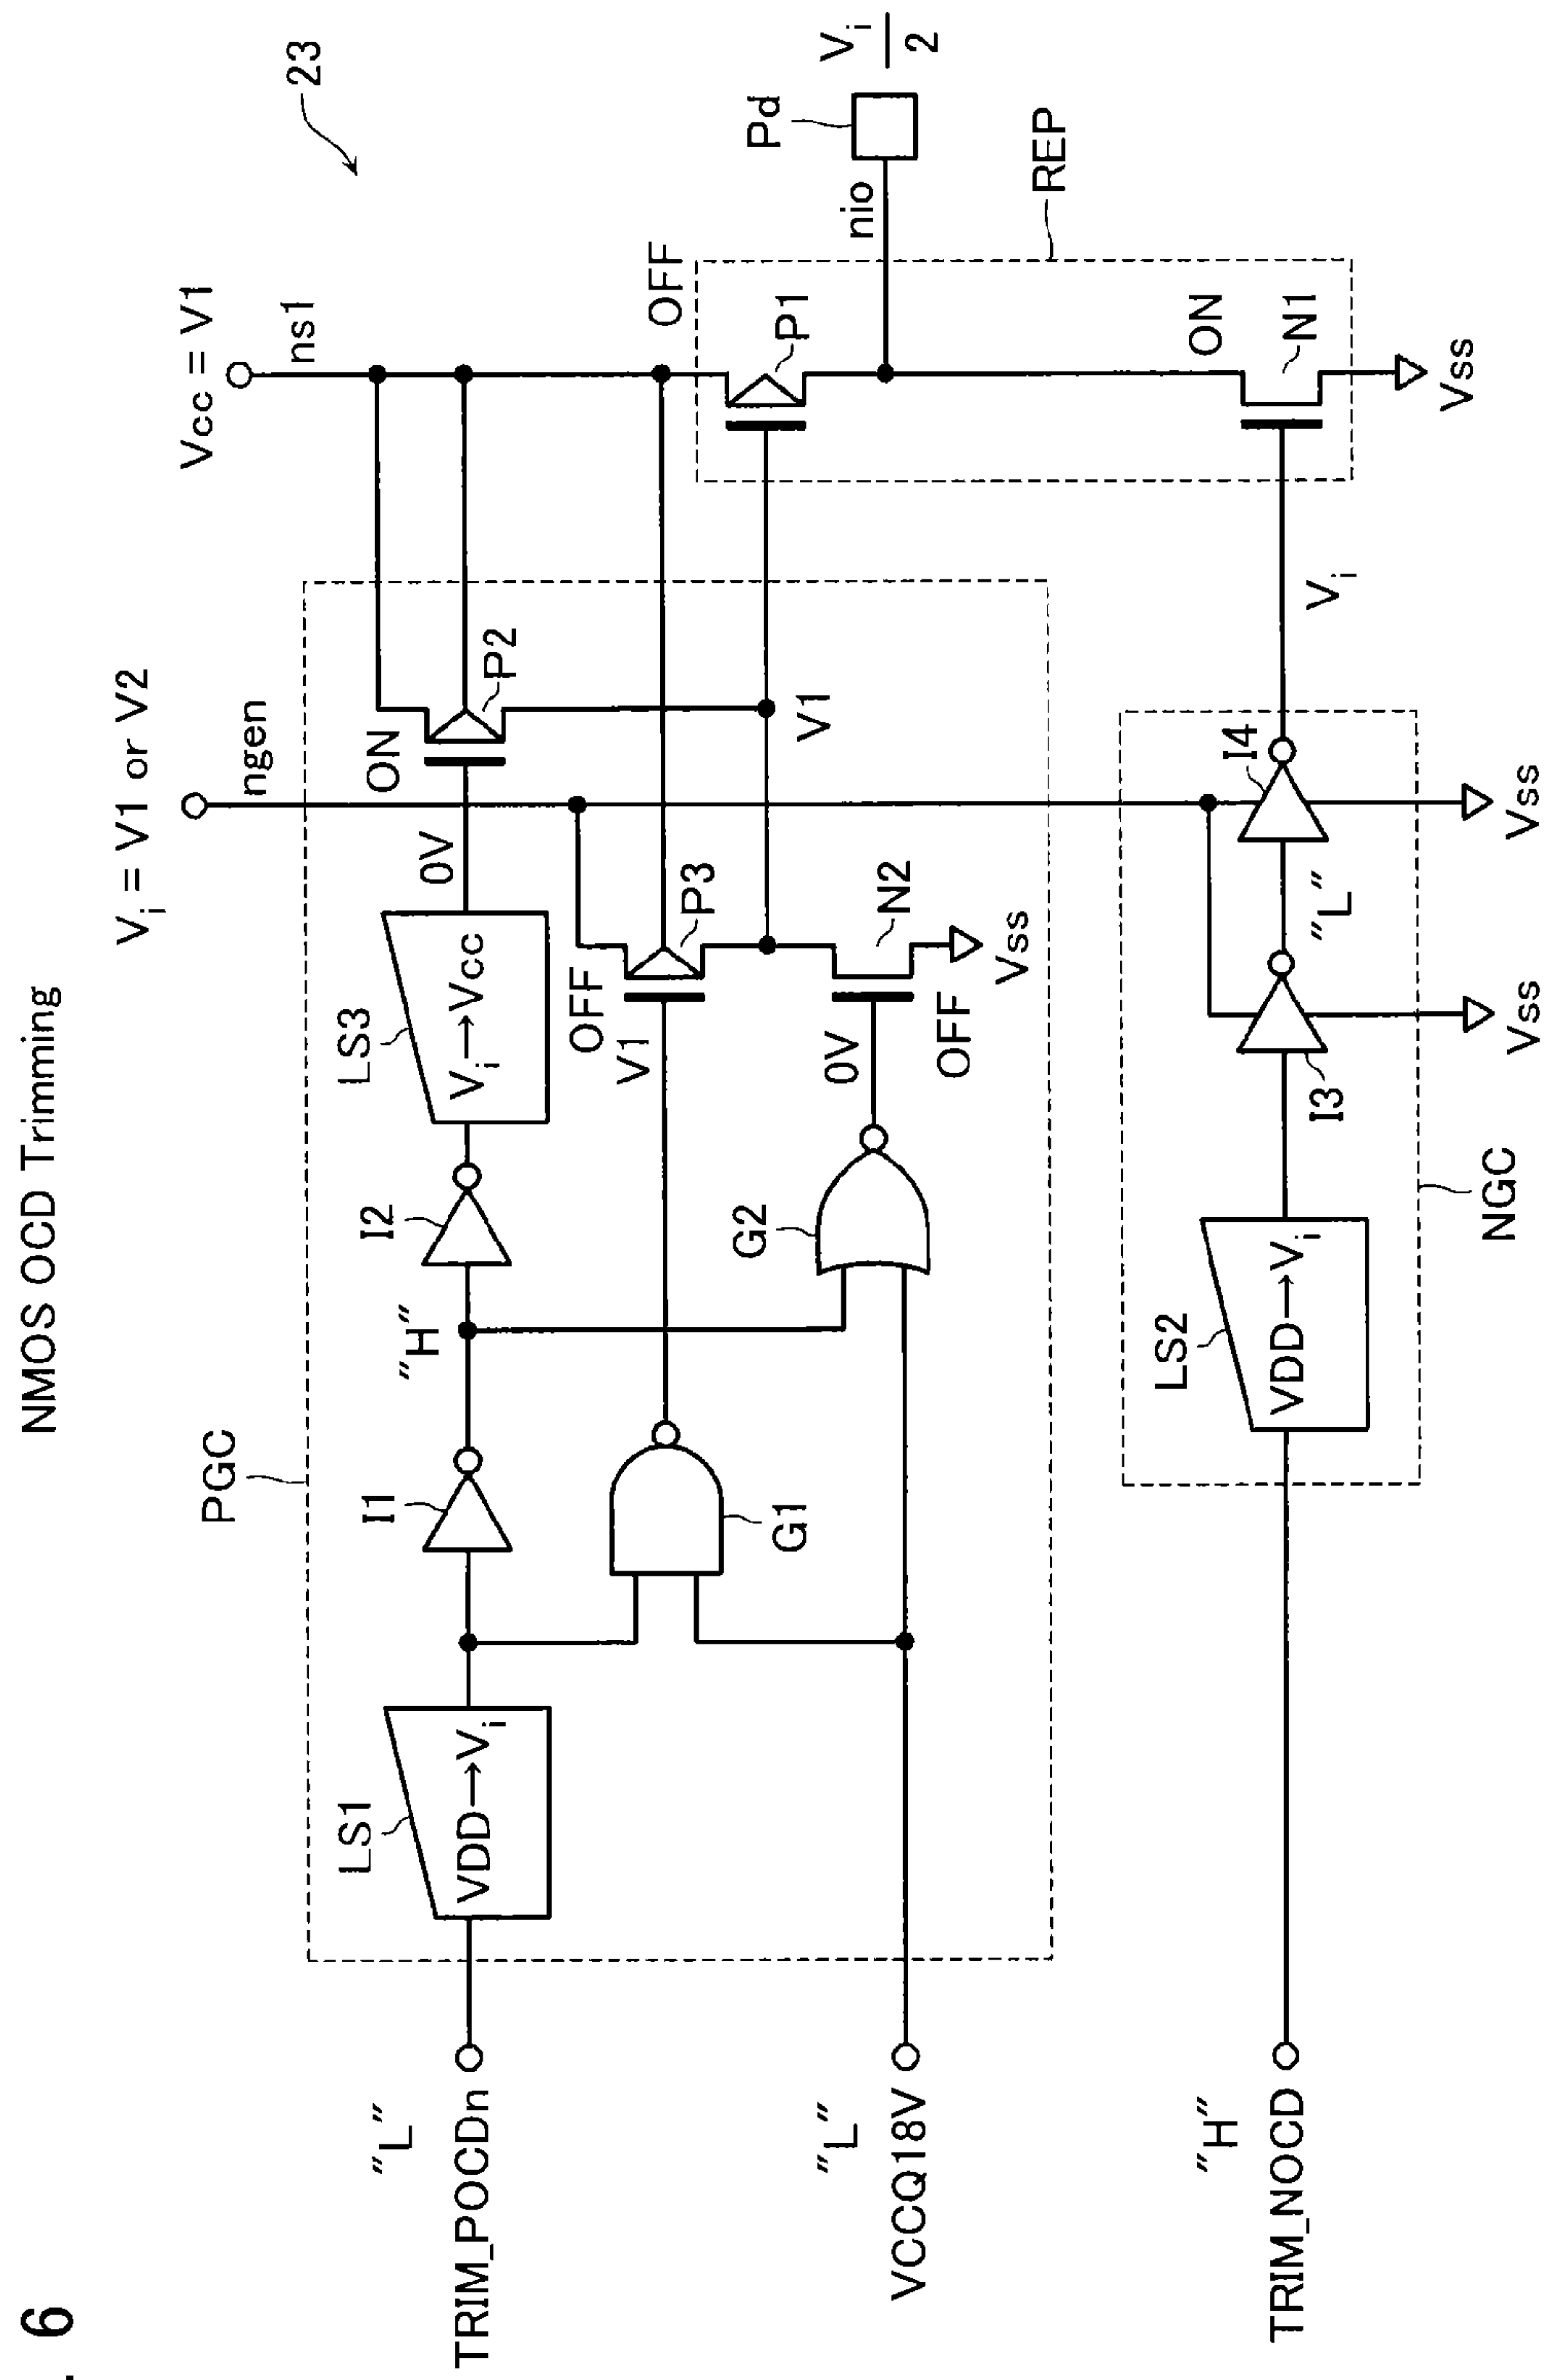 . 6
NMOS OCD Trimming
Vi = V1 or V2
Vcc = V1
23
ngen
ns1
PGC
LS1
VDD→Vi
I1
"H"
I2
LS3
Vi→Vcc
0V
ON
P2
"L"
TRIM_POCDn
G1
OFF
V1
P3
V1
OFF
P1
nio
Pd
Vi
2
G2
0V
N2
OFF
Vss
"L"
VCCQ18V
REP
LS2
VDD→Vi
I3
"L"
I4
Vi
ON
N1
Vss
"H"
TRIM_NOCD
NGC
Vss
Vss